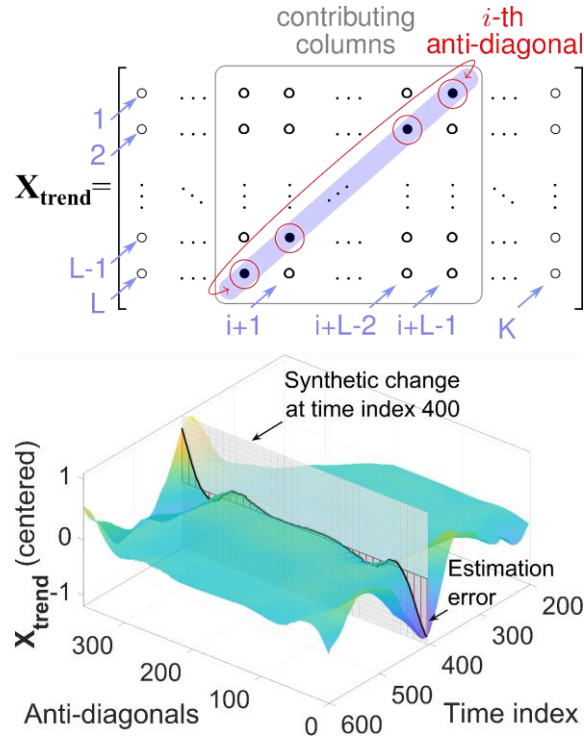 contributing
columns
i-th
anti-diagonal
1
2
X_trend=
L-1
L
i+1
i+L-2
i+L-1
K
Synthetic change
at time index 400
X_trend (centered)
1
0
-1
Estimation
error
300
200
100
0
Anti-diagonals
600
500
400
300
200
Time index